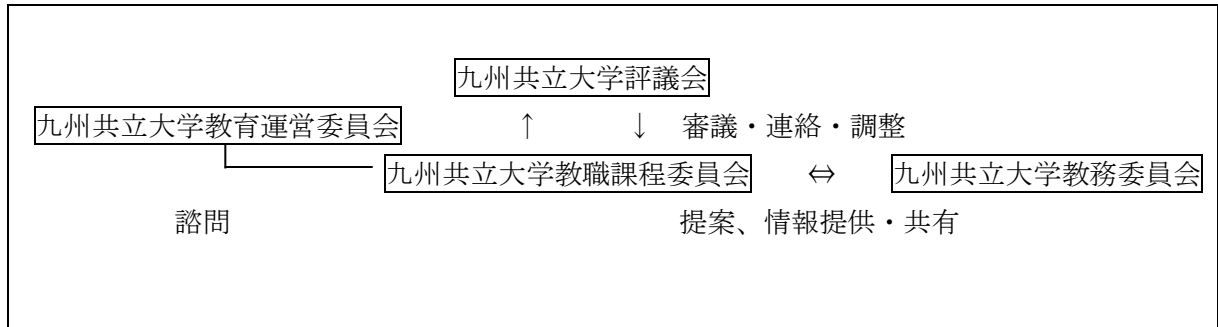 九州共立大学評議会
九州共立大学教育運営委員会 ↑ ↓ 審議・連絡・調整
九州共立大学教職課程委員会 ⇔ 九州共立大学教務委員会
諮問 提案、情報提供・共有